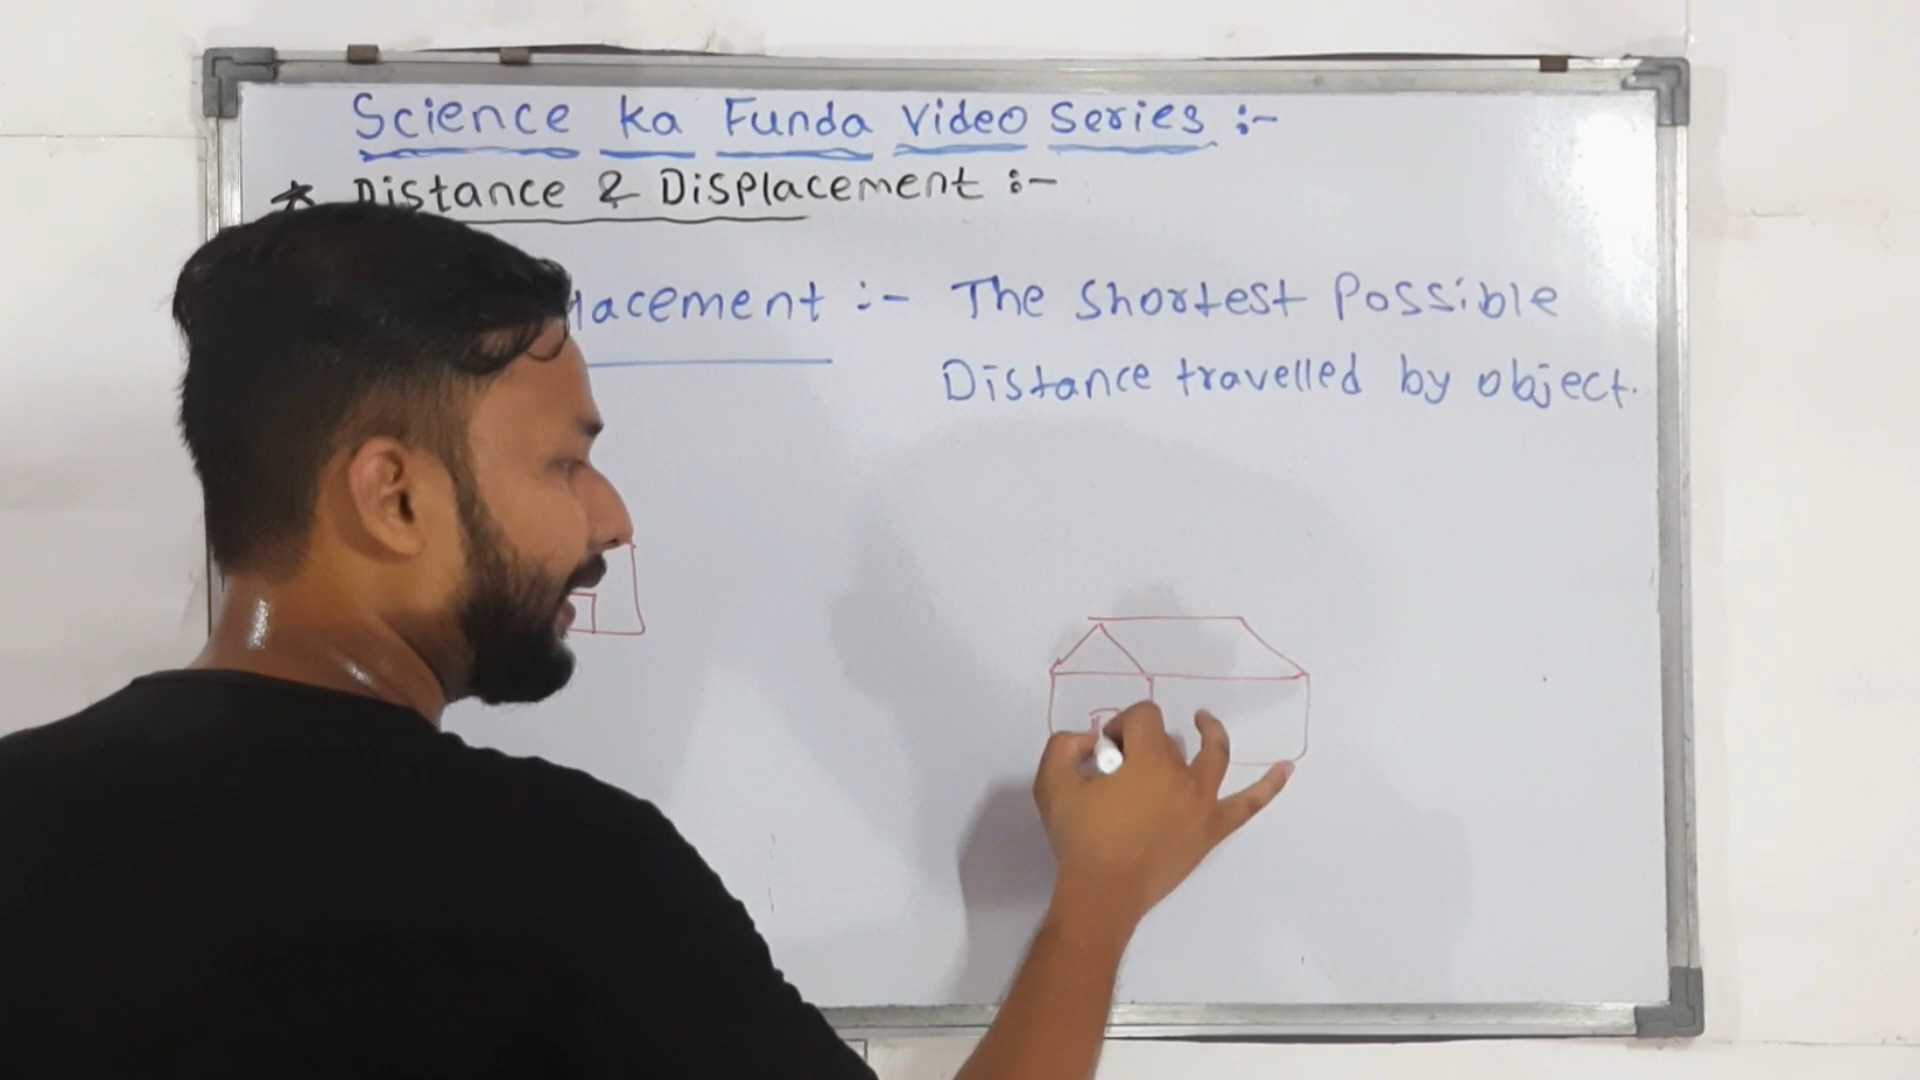 Science ka Funda Video Series :-
* Distance & Displacement :-
lacement :- The shortest Possible
Distance travelled by object.